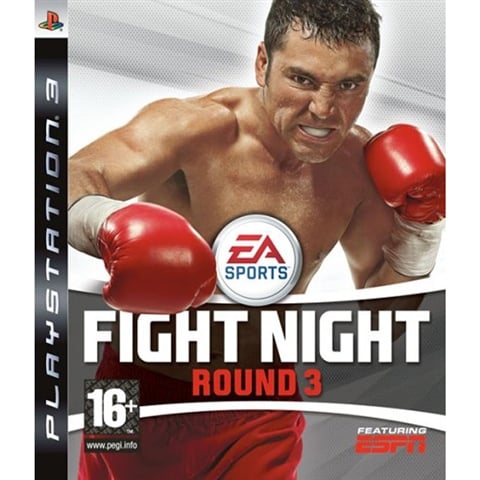 PLAYSTATION 3
EA
SPORTS
FIGHT NIGHT
ROUND 3
16+
www.pegi.info
FEATURING
ESPN